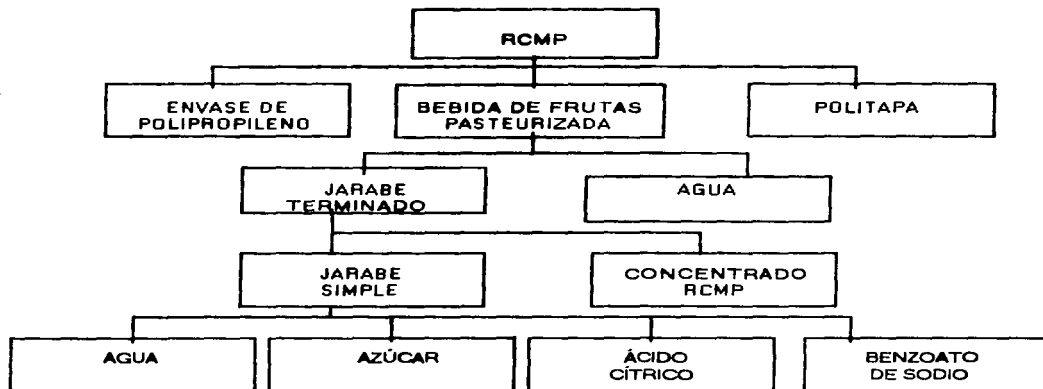 RCMP
ENVASE DE
POLIPROPILENO
BEBIDA DE FRUTAS
PASTEURIZADA
POLITAPA
JARABE
TERMINADO
AGUA
JARABE
SIMPLE
CONCENTRADO
RCMP
AGUA
AZÚCAR
ÁCIDO
CÍTRICO
BENZOATO
DE SODIO